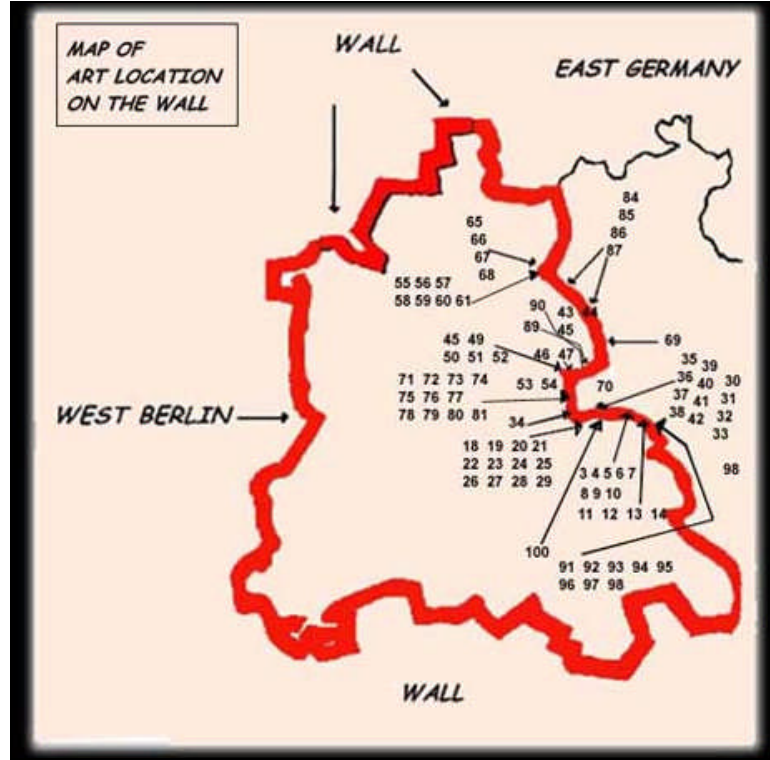 MAP OF
ART LOCATION
ON THE WALL
WALL
EAST GERMANY
84
85
86
87
65
66
67
68
55 56 57
58 59 60 61
90
43 44
89
45
45 49
50 51 52
46 47
69
71 72 73 74
75 76 77
78 79 80 81
53 54
70
35 39
36 40 30
37 41 31
38 42 32
33
98
WEST BERLIN
34
18 19 20 21
22 23 24 25
26 27 28 29
3 4 5 6 7
8 9 10
11 12 13 14
100
91 92 93 94 95
96 97 98
WALL